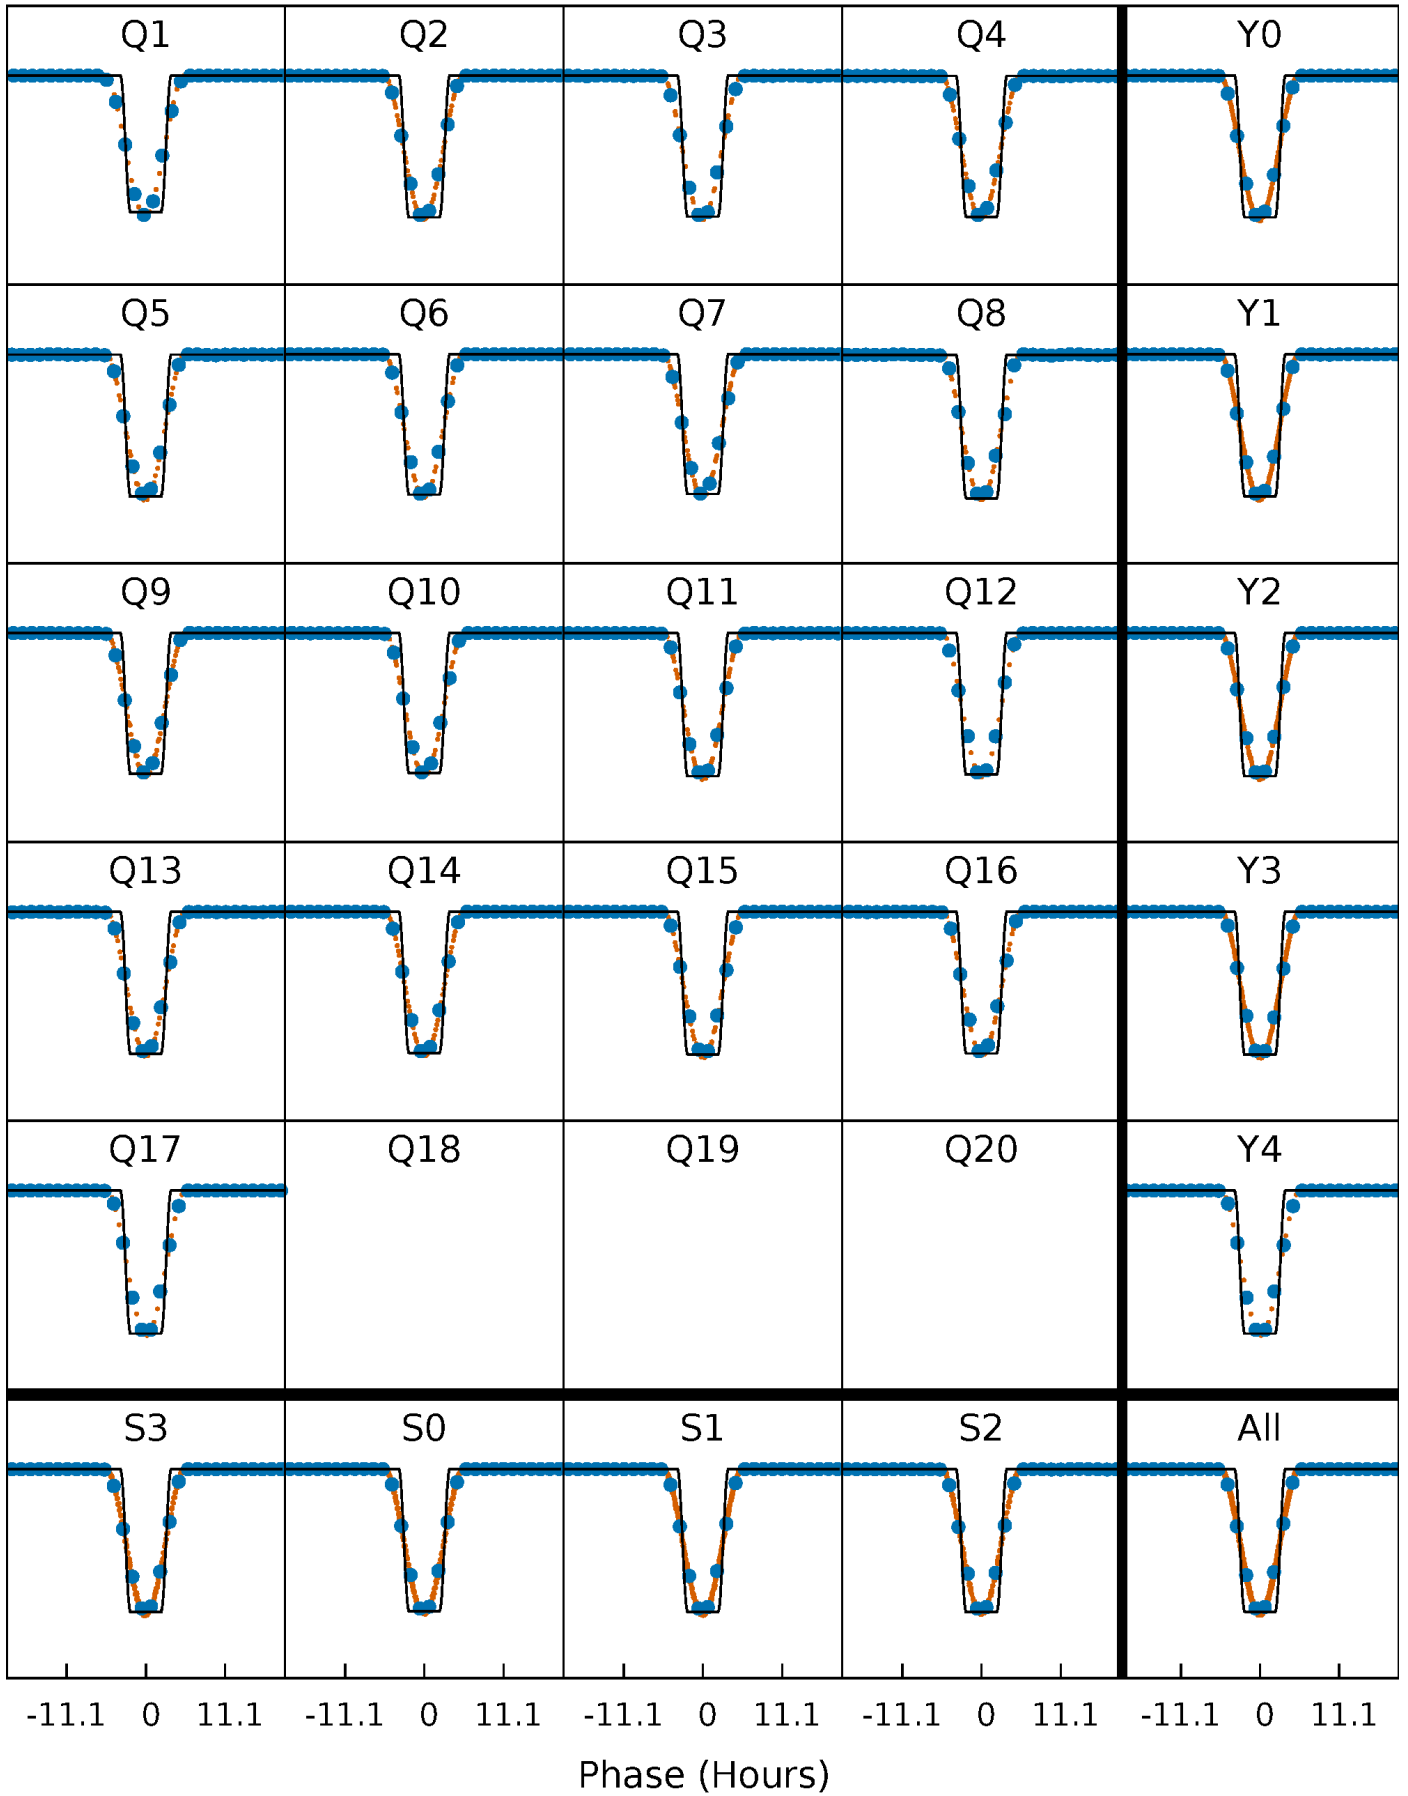 Q1 Q2 Q3 Q4 Y0
Q5 Q6 Q7 Q8 Y1
Q9 Q10 Q11 Q12 Y2
Q13 Q14 Q15 Q16 Y3
Q17 Q18 Q19 Q20 Y4
S3 S0 S1 S2 All
-11.1 0 11.1 -11.1 0 11.1 -11.1 0 11.1 -11.1 0 11.1 -11.1 0 11.1
Phase (Hours)